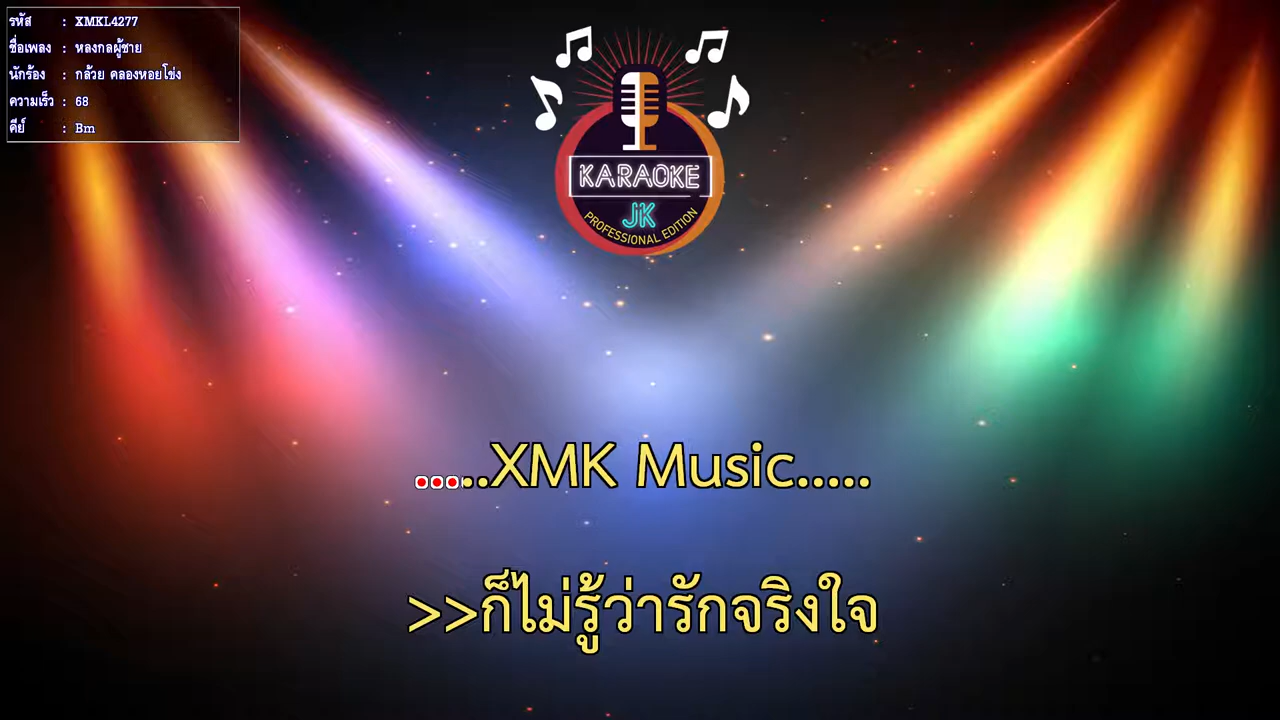 รหัส : XMKL4277
ชื่อเพลง : หลงกลผู้ชาย
นักร้อง : กล้วย คลองหอยโข่ง
ความเร็ว : 68
คีย์ : Bm
KARAOKE
JK
PROFESSIONAL EDITION
.....XMK Music.....
>>ก็ไม่รู้ว่ารักจริงใจ